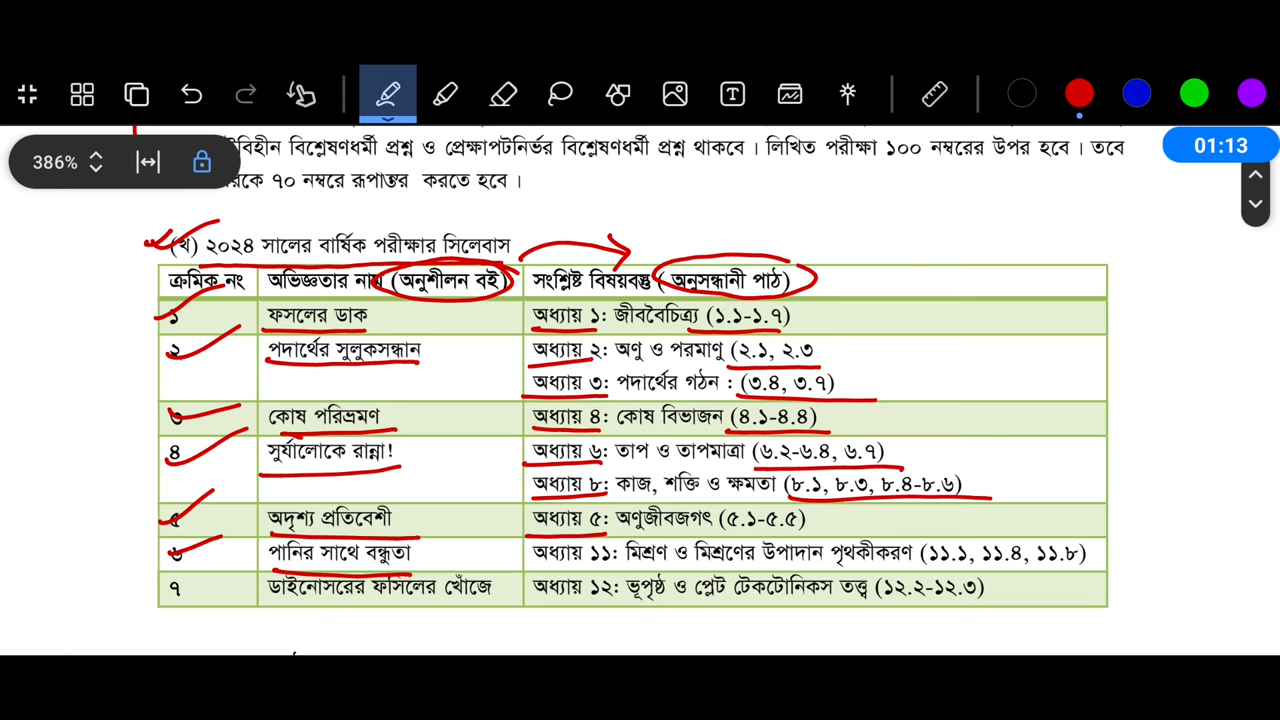 386%
01:13
বিহীন বিশ্লেষণধর্মী প্রশ্ন ও প্রেক্ষাপটনির্ভর বিশ্লেষণধর্মী প্রশ্ন থাকবে। লিখিত পরীক্ষা ১০০ নম্বরের উপর হবে। তবে
৭০ নম্বরে রূপান্তর করতে হবে।
(খ) ২০২৪ সালের বার্ষিক পরীক্ষার সিলেবাস
ক্রমিক নং অভিজ্ঞতার নাম (অনুশীলন বই) সংশ্লিষ্ট বিষয়বস্তু ( অনুসন্ধানী পাঠ)
১ ফসলের ডাক অধ্যায় ১: জীববৈচিত্র্য (১.১-১.৭)
২ পদার্থের সুলুকসন্ধান অধ্যায় ২: অণু ও পরমাণু (২.১, ২.৩
অধ্যায় ৩: পদার্থের গঠন : (৩.৪, ৩.৭)
৩ কোষ পরিভ্রমণ অধ্যায় ৪: কোষ বিভাজন (৪.১-৪.৪)
৪ সুর্যালোকে রান্না! অধ্যায় ৬: তাপ ও তাপমাত্রা (৬.২-৬.৪, ৬.৭)
অধ্যায় ৮: কাজ, শক্তি ও ক্ষমতা (৮.১, ৮.৩, ৮.৪-৮.৬)
৫ অদৃশ্য প্রতিবেশী অধ্যায় ৫: অণুজীবজগৎ (৫.১-৫.৫)
৬ পানির সাথে বন্ধুতা অধ্যায় ১১: মিশ্রণ ও মিশ্রণের উপাদান পৃথকীকরণ (১১.১, ১১.৪, ১১.৮)
৭ ডাইনোসরের ফসিলের খোঁজে অধ্যায় ১২: ভূপৃষ্ঠ ও প্লেট টেকটোনিকস তত্ত্ব (১২.২-১২.৩)